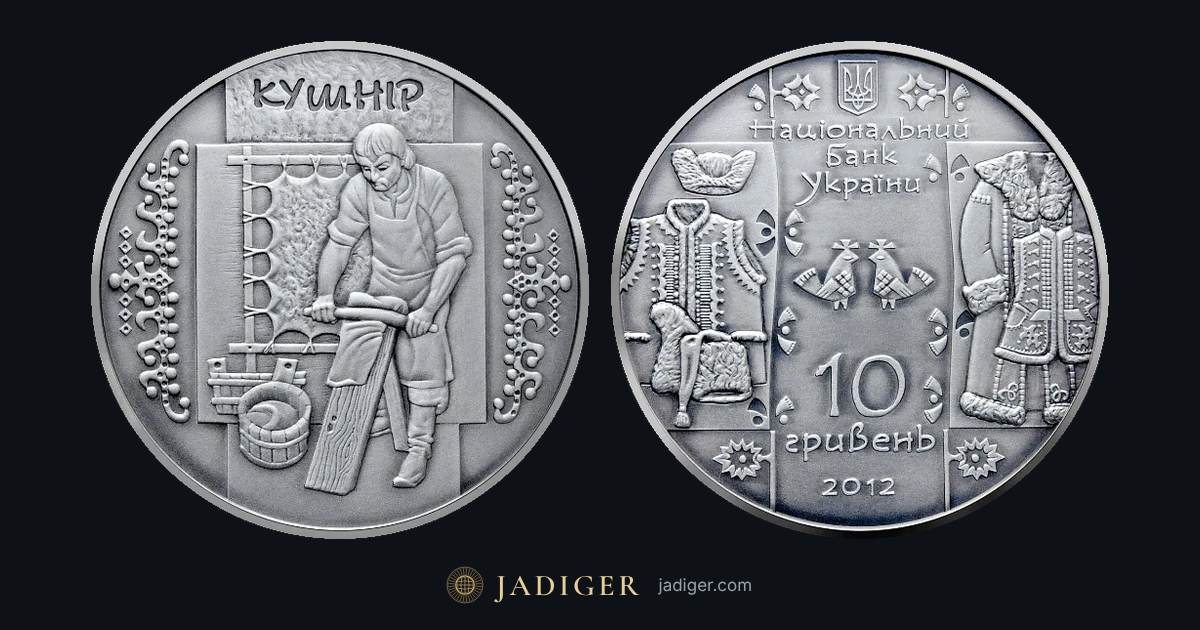 КУШНІР
Національний
Банк
України
10
гривень
2012
JADIGER jadiger.com